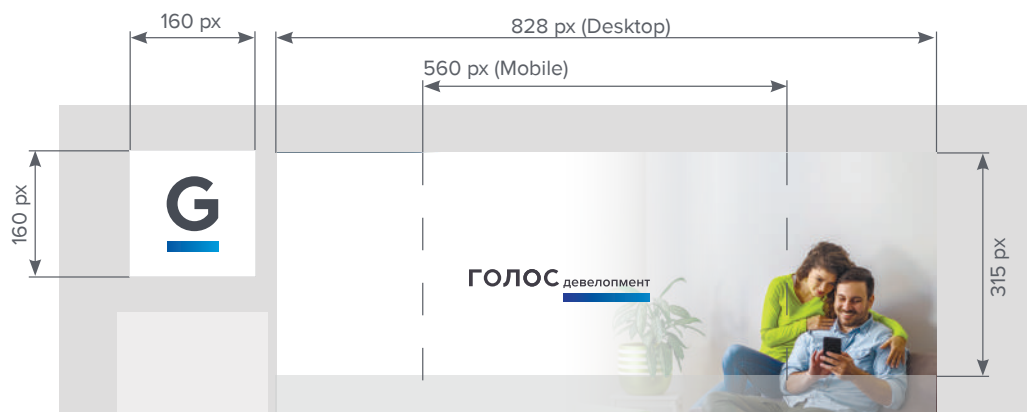 160 px
828 px (Desktop)
560 px (Mobile)
160 px
G
ГОЛОС девелопмент
315 px